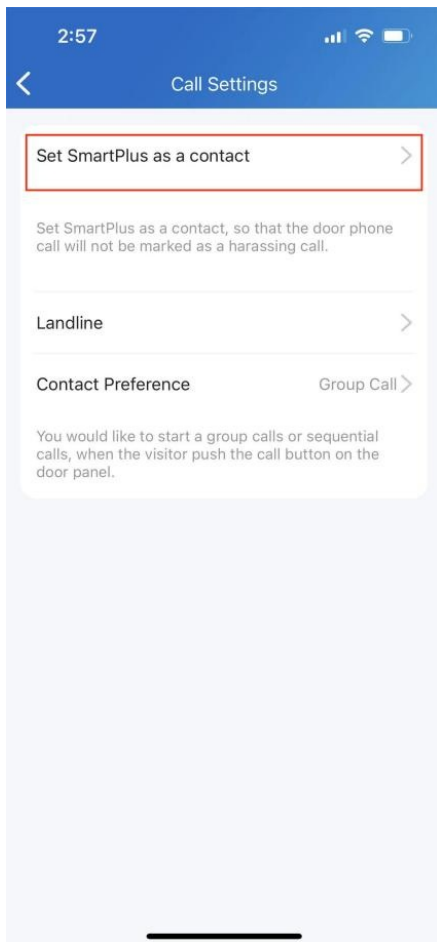 2:57
Call Settings
Set SmartPlus as a contact
Set SmartPlus as a contact, so that the door phone
call will not be marked as a harassing call.
Landline
Contact Preference Group Call
You would like to start a group calls or sequential
calls, when the visitor push the call button on the
door panel.